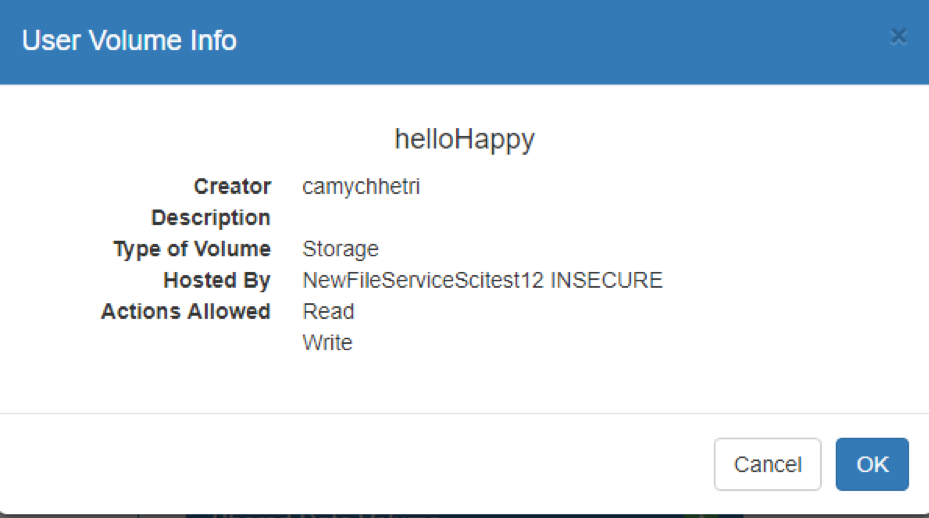 User Volume Info ×
helloHappy
Creator camychhetri
Description
Type of Volume Storage
Hosted By NewFileServiceScitest12 INSECURE
Actions Allowed Read
Write
Cancel OK